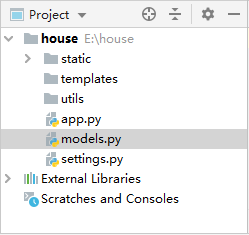 Project
house E:\house
static
templates
utils
app.py
models.py
settings.py
External Libraries
Scratches and Consoles